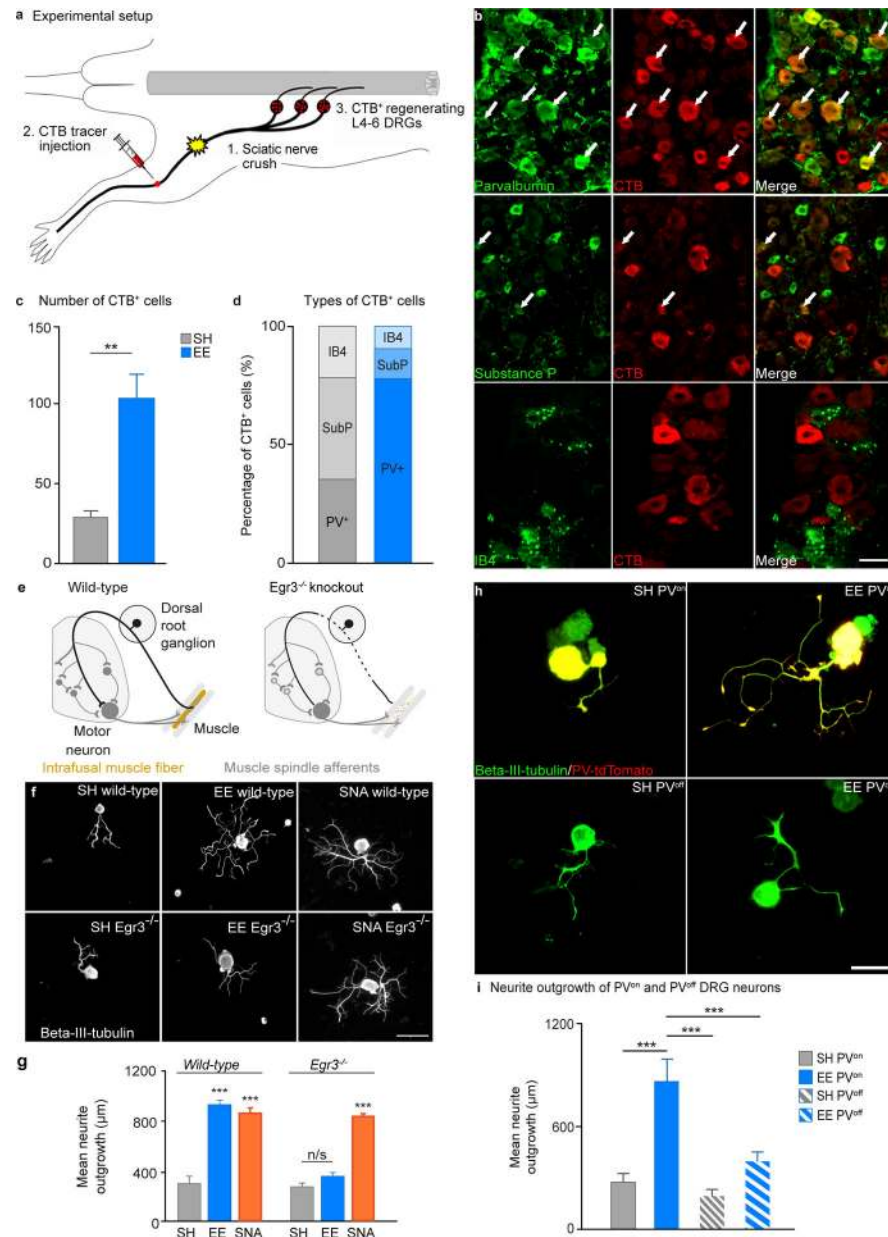 a Experimental setup
2. CTB tracer
injection
1. Sciatic nerve
crush
3. CTB⁺ regenerating
L4-6 DRGs
b
Parvalbumin
CTB
Merge
Substance P
CTB
Merge
IB4
CTB
Merge
c Number of CTB⁺ cells
150
100
50
0
**
SH
EE
d Types of CTB⁺ cells
Percentage of CTB⁺ cells (%)
100
50
0
IB4
SubP
PV⁺
IB4
SubP
PV+
e Wild-type
Egr3⁻/⁻ knockout
Dorsal
root
ganglion
Motor
neuron
Muscle
Intrafusal muscle fiber
Muscle spindle afferents
f
SH wild-type
EE wild-type
SNA wild-type
SH Egr3⁻/⁻
EE Egr3⁻/⁻
SNA Egr3⁻/⁻
Beta-III-tubulin
g
Mean neurite
outgrowth (µm)
1200
800
400
0
Wild-type
Egr3⁻/⁻
***
***
n/s
***
SH
EE
SNA
SH
EE
SNA
h
SH PVᵒⁿ
Beta-III-tubulin/PV-tdTomato
SH PVᵒᶠᶠ
i Neurite outgrowth of PVᵒⁿ and PVᵒᶠᶠ DRG neurons
Mean neurite
outgrowth (µm)
1200
600
0
***
***
***
SH PVᵒⁿ
EE PVᵒⁿ
SH PVᵒᶠᶠ
EE PVᵒᶠᶠ